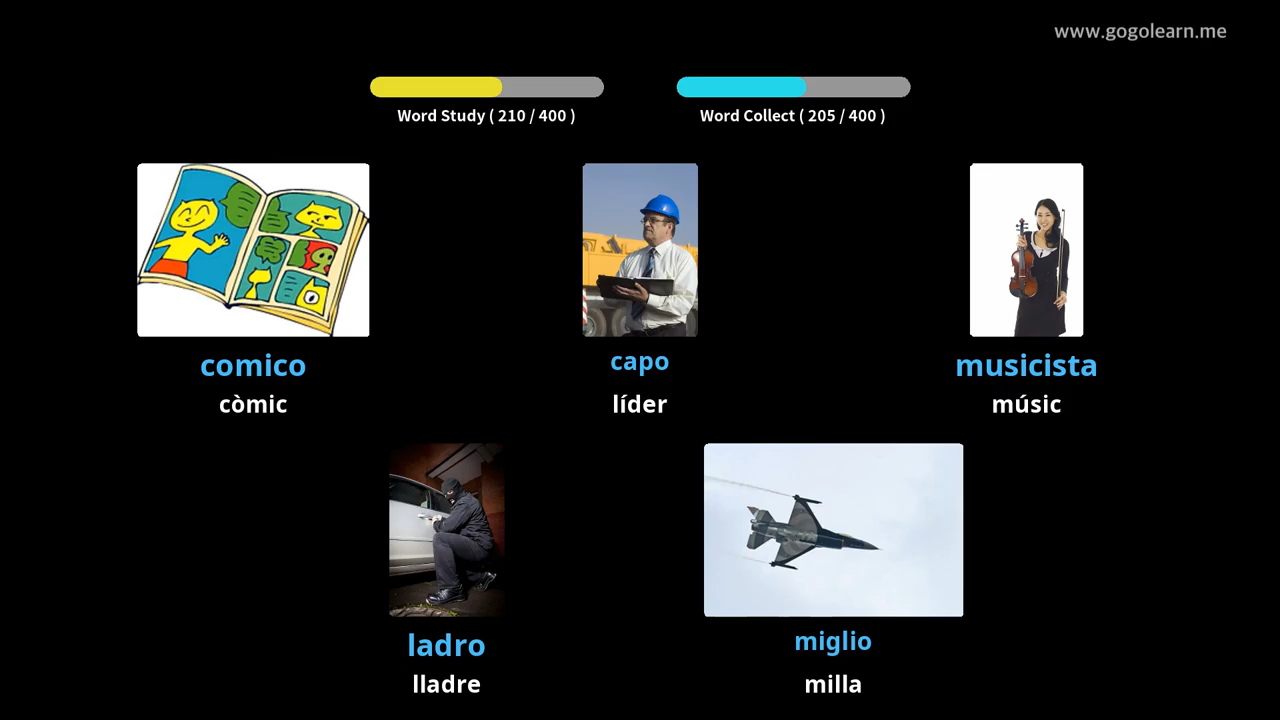 www.gogolearn.me
Word Study ( 210 / 400 )
Word Collect ( 205 / 400 )
comico
còmic
capo
líder
musicista
músic
ladro
lladre
miglio
milla